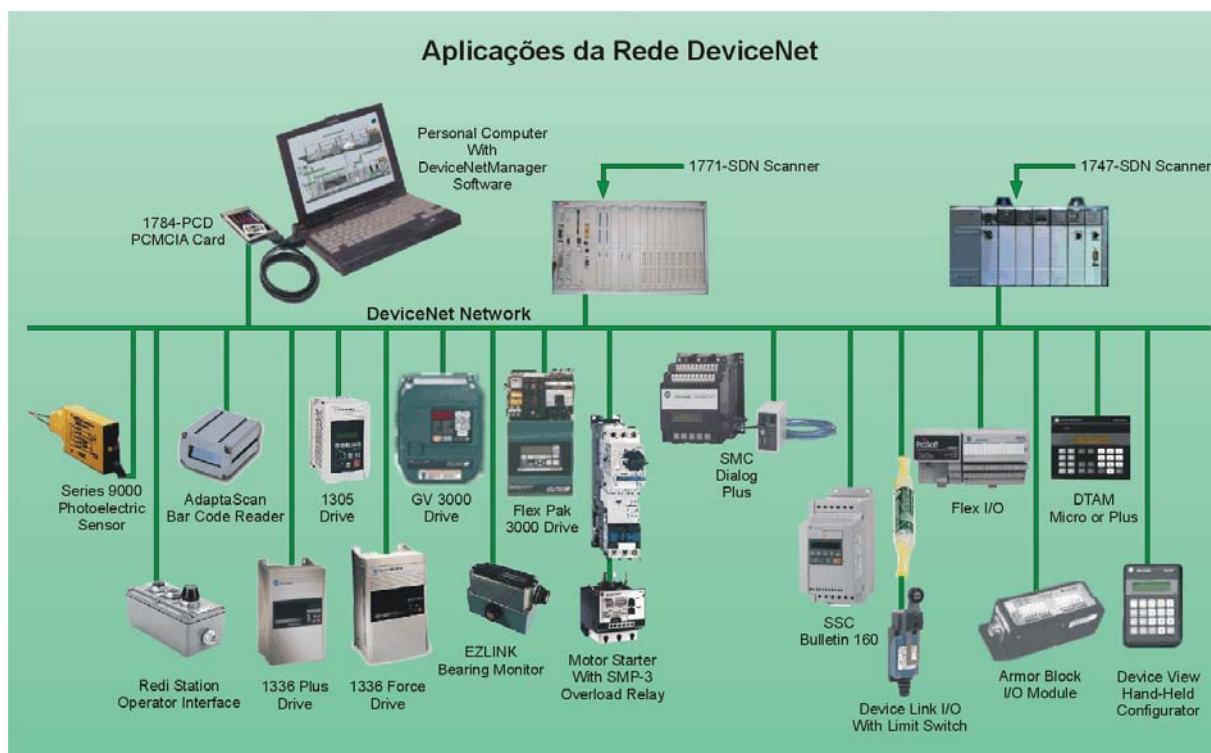 Aplicações da Rede DeviceNet
Personal Computer
With
DeviceNetManager
Software
1784-PCD
PCMCIA Card
1771-SDN Scanner
1747-SDN Scanner
DeviceNet Network
Series 9000
Photoelectric
Sensor
AdaptaScan
Bar Code Reader
1305
Drive
GV 3000
Drive
Flex Pak
3000 Drive
SMC
Dialog
Plus
ProSoft
Flex I/O
DTAM
Micro or Plus
Redi Station
Operator Interface
1336 Plus
Drive
1336 Force
Drive
EZLINK
Bearing Monitor
Motor Starter
With SMP-3
Overload Relay
SSC
Bulletin 160
Device Link I/O
With Limit Switch
Armor Block
I/O Module
Device View
Hand-Held
Configurator